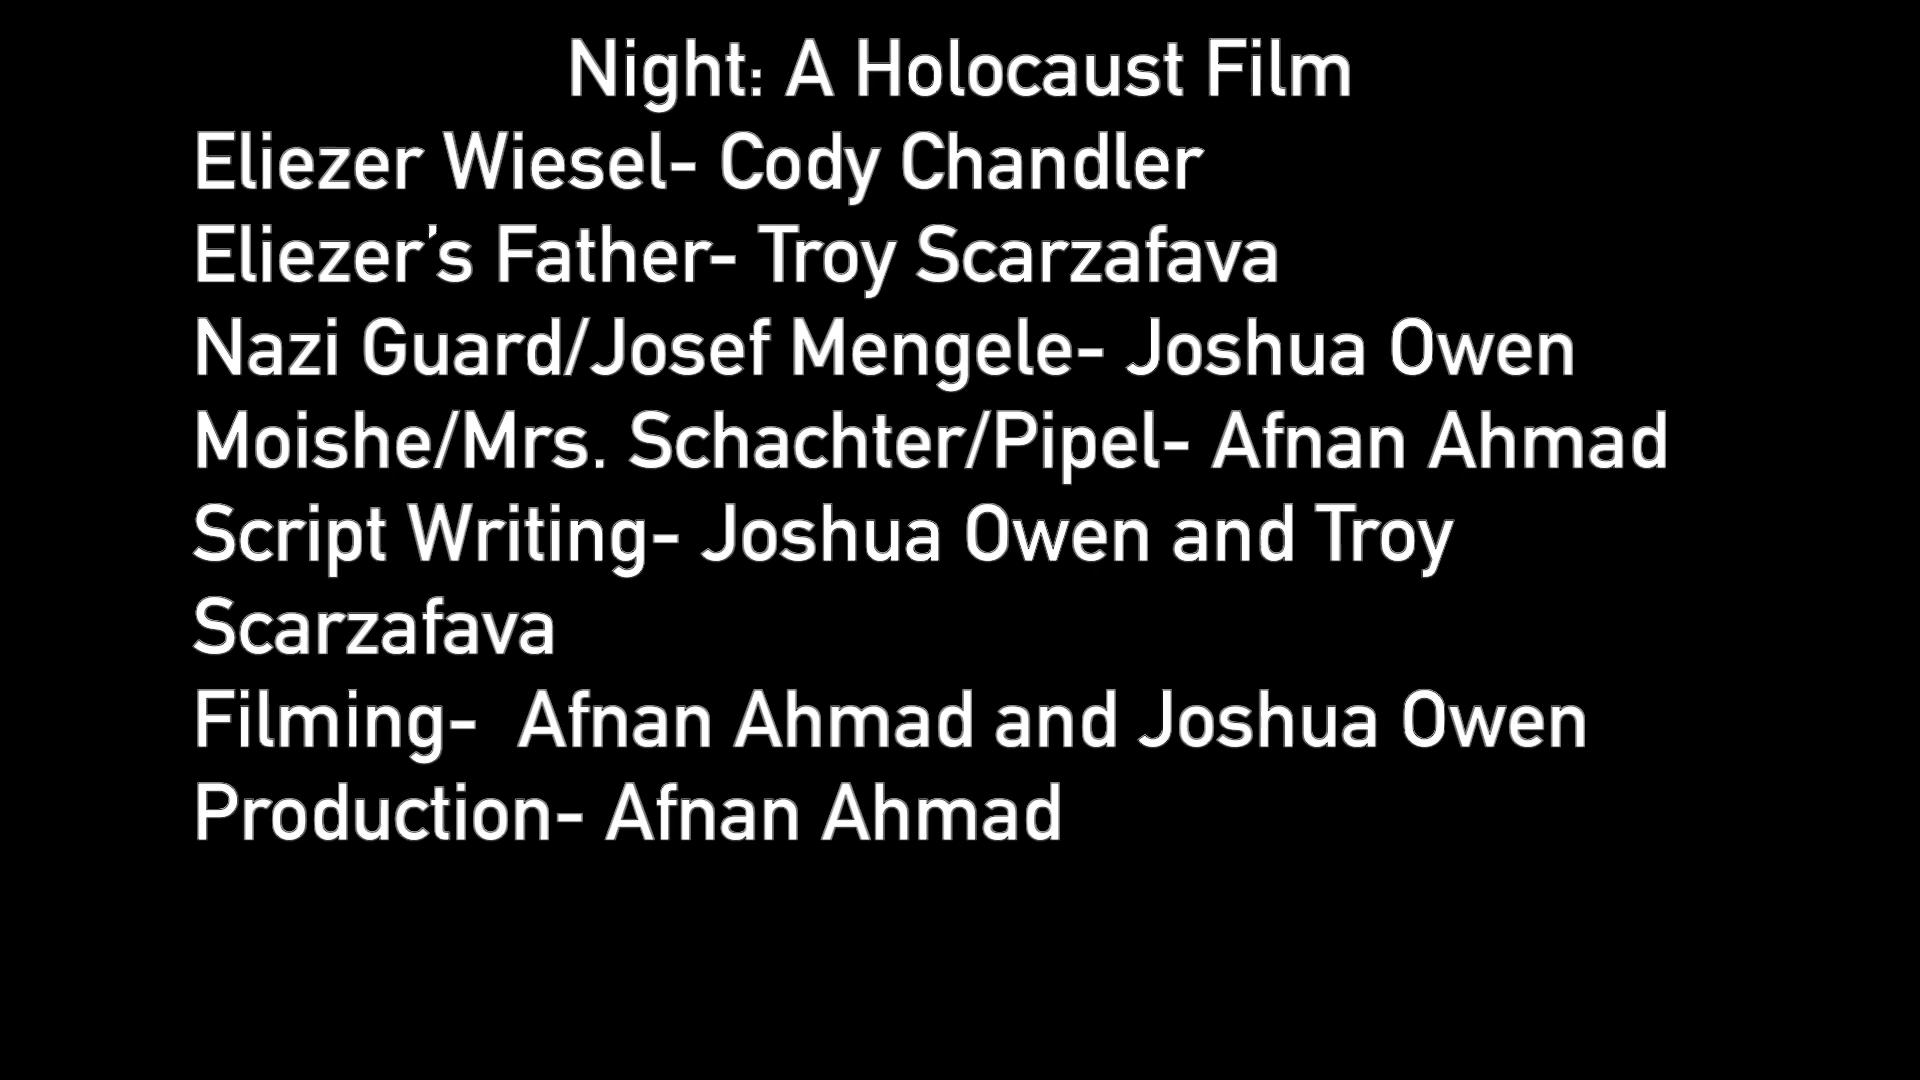 Night: A Holocaust Film
Eliezer Wiesel- Cody Chandler
Eliezer’s Father- Troy Scarzafava
Nazi Guard/Josef Mengele- Joshua Owen
Moishe/Mrs. Schachter/Pipel- Afnan Ahmad
Script Writing- Joshua Owen and Troy
Scarzafava
Filming-  Afnan Ahmad and Joshua Owen
Production- Afnan Ahmad